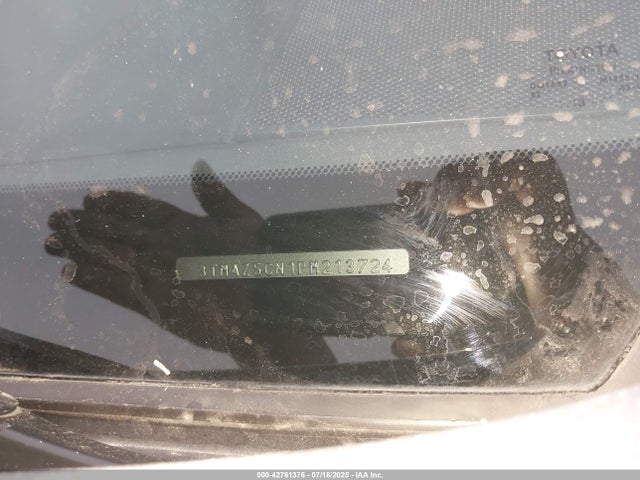 TOYOTA
3TMAZ5CN1PM213724
000-42761376 - 07/18/2025 - IAA Inc.